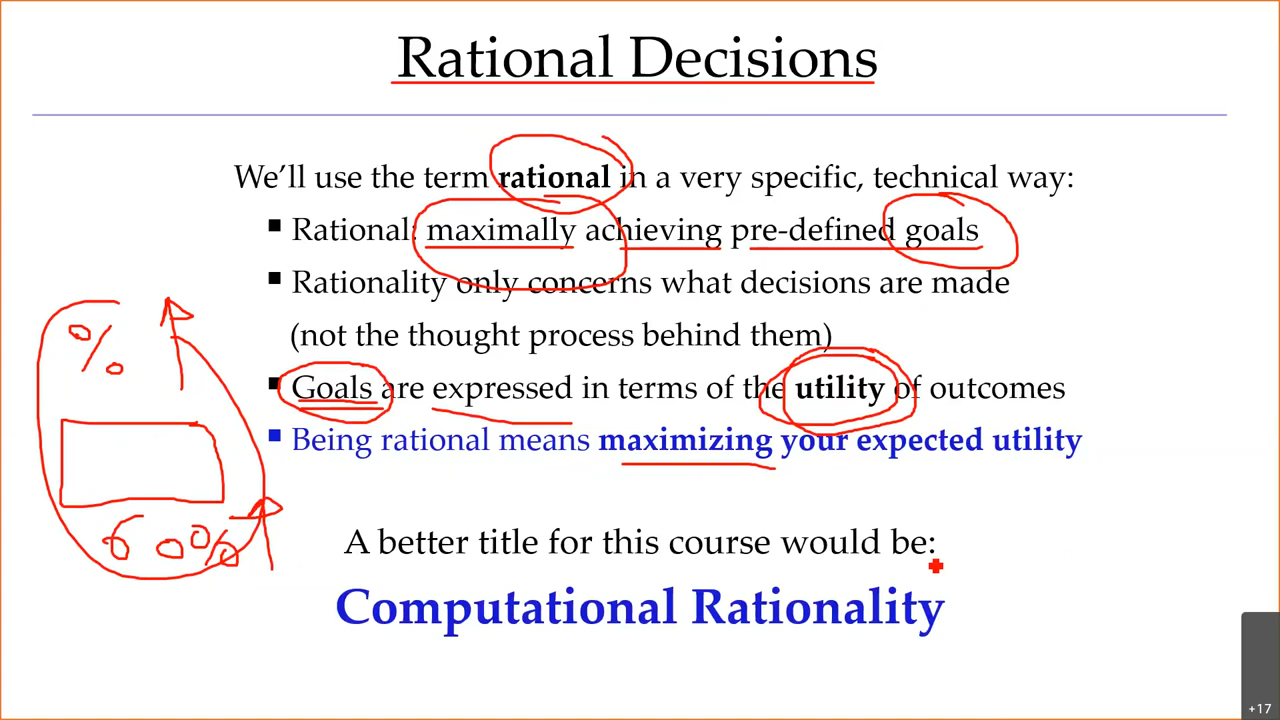 Rational Decisions
We'll use the term rational in a very specific, technical way:
▪ Rational: maximally achieving pre-defined goals
▪ Rationality only concerns what decisions are made
(not the thought process behind them)
▪ Goals are expressed in terms of the utility of outcomes
▪ Being rational means maximizing your expected utility
%
60%
A better title for this course would be:
Computational Rationality
+17